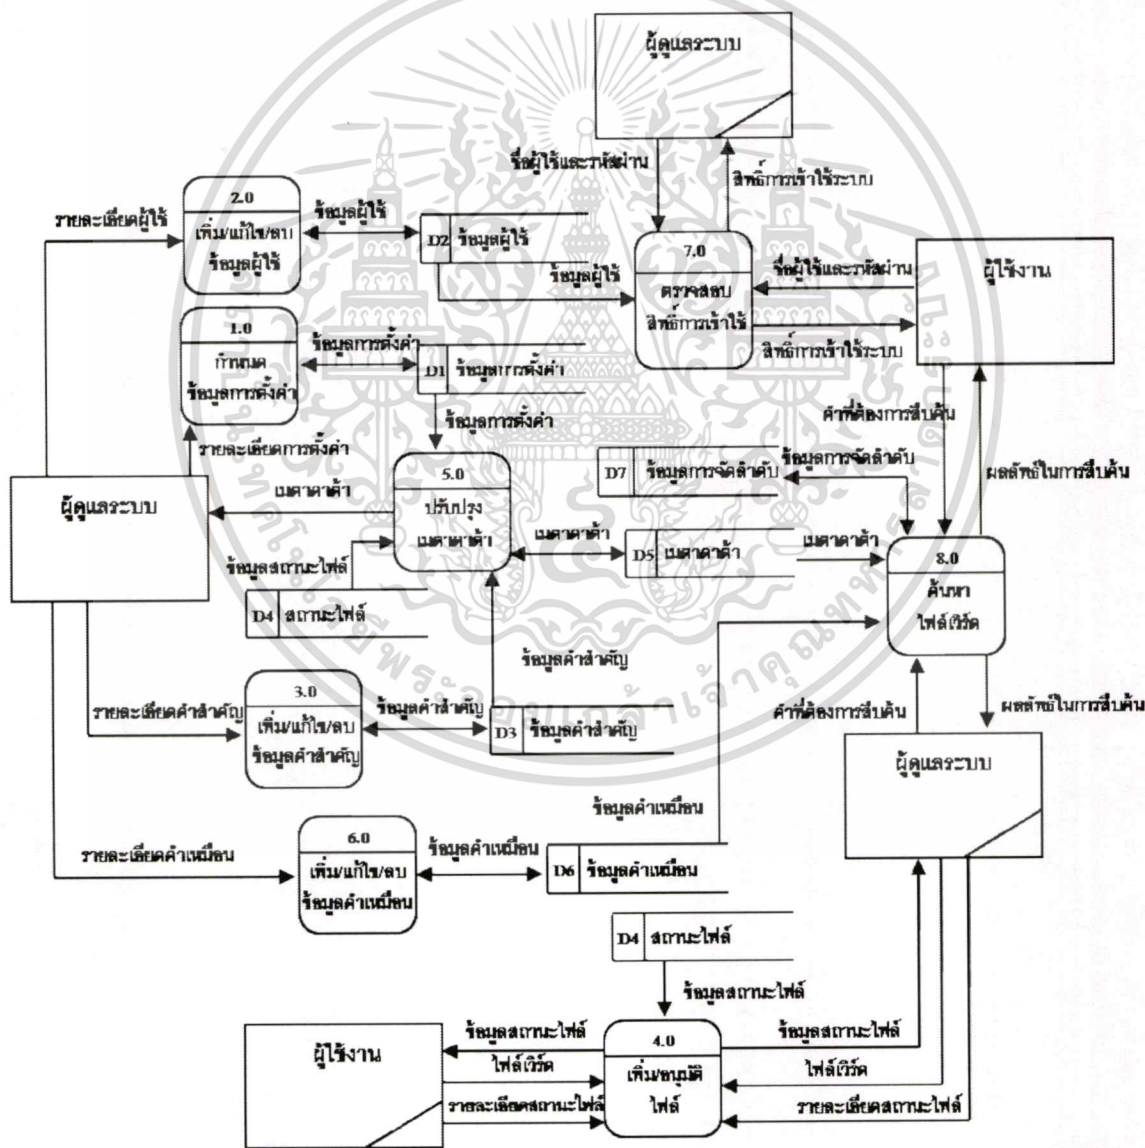 ผู้ดูแลระบบ
ชื่อผู้ใช้และรหัสผ่าน
สิทธิ์การเข้าใช้ระบบ
รายละเอียดผู้ใช้
2.0
เพิ่ม/แก้ไข/ลบ
ข้อมูลผู้ใช้
ข้อมูลผู้ใช้
D2 ข้อมูลผู้ใช้
ข้อมูลผู้ใช้
7.0
ตรวจสอบ
สิทธิ์การเข้าใช้
ชื่อผู้ใช้และรหัสผ่าน
สิทธิ์การเข้าใช้ระบบ
ผู้ใช้งาน
1.0
กำหนด
ข้อมูลการตั้งค่า
ข้อมูลการตั้งค่า
D1 ข้อมูลการตั้งค่า
ข้อมูลการตั้งค่า
รายละเอียดการตั้งค่า
คำที่ต้องการสืบค้น
ผลลัพธ์ในการสืบค้น
D7 ข้อมูลการจัดลำดับ
ข้อมูลการจัดลำดับ
ผู้ดูแลระบบ
เมตาดาต้า
5.0
ปรับปรุง
เมตาดาต้า
เมตาดาต้า
D5 เมตาดาต้า
เมตาดาต้า
8.0
ค้นหา
ไฟล์เวิร์ด
ข้อมูลสถานะไฟล์
D4 สถานะไฟล์
ข้อมูลคำสำคัญ
รายละเอียดคำสำคัญ
3.0
เพิ่ม/แก้ไข/ลบ
ข้อมูลคำสำคัญ
ข้อมูลคำสำคัญ
D3 ข้อมูลคำสำคัญ
คำที่ต้องการสืบค้น
ผลลัพธ์ในการสืบค้น
ผู้ดูแลระบบ
ข้อมูลคำเหมือน
รายละเอียดคำเหมือน
6.0
เพิ่ม/แก้ไข/ลบ
ข้อมูลคำเหมือน
ข้อมูลคำเหมือน
D6 ข้อมูลคำเหมือน
D4 สถานะไฟล์
ข้อมูลสถานะไฟล์
ผู้ใช้งาน
ข้อมูลสถานะไฟล์
ไฟล์เวิร์ด
รายละเอียดสถานะไฟล์
4.0
เพิ่ม/อนุมัติ
ไฟล์
ข้อมูลสถานะไฟล์
ไฟล์เวิร์ด
รายละเอียดสถานะไฟล์